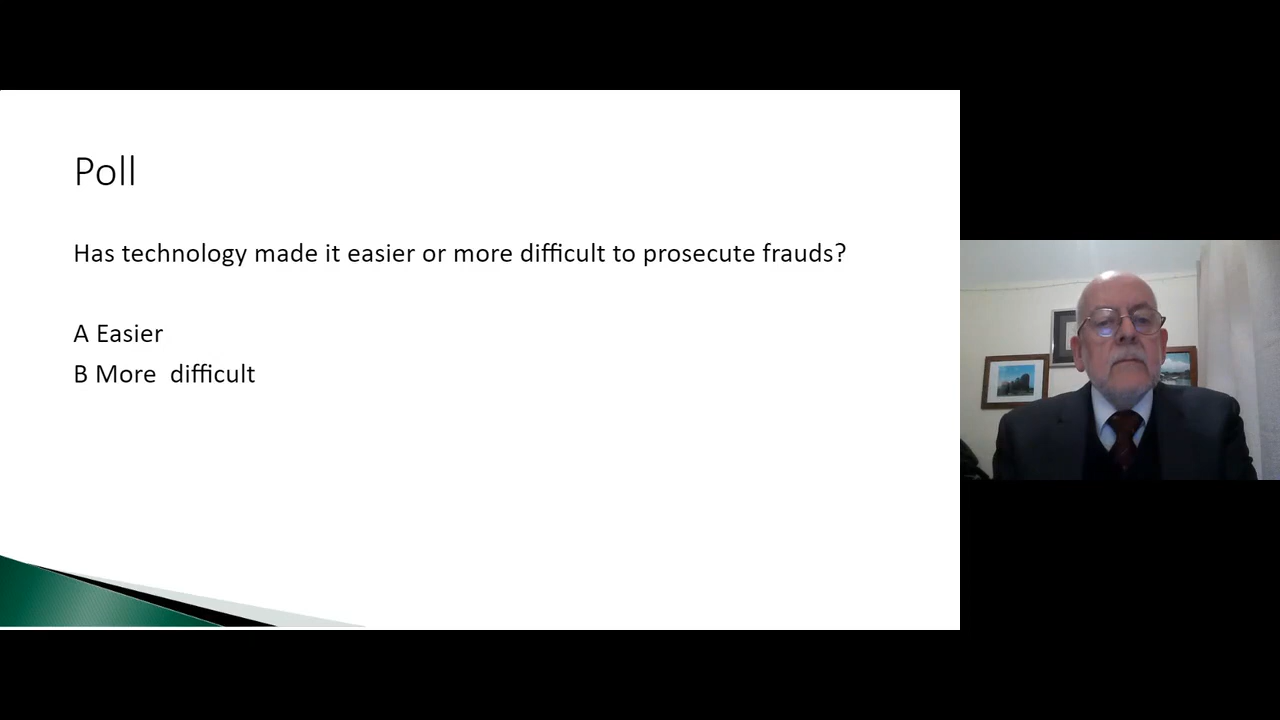 Poll
Has technology made it easier or more difficult to prosecute frauds?
A Easier
B More  difficult